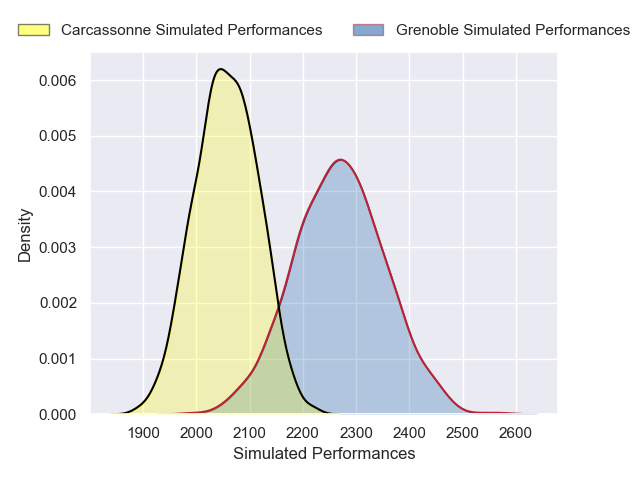 Carcassonne Simulated Performances Grenoble Simulated Performances
0.006
0.005
0.004
0.003
0.002
0.001
0.000
Density
1900 2000 2100 2200 2300 2400 2500 2600
Simulated Performances